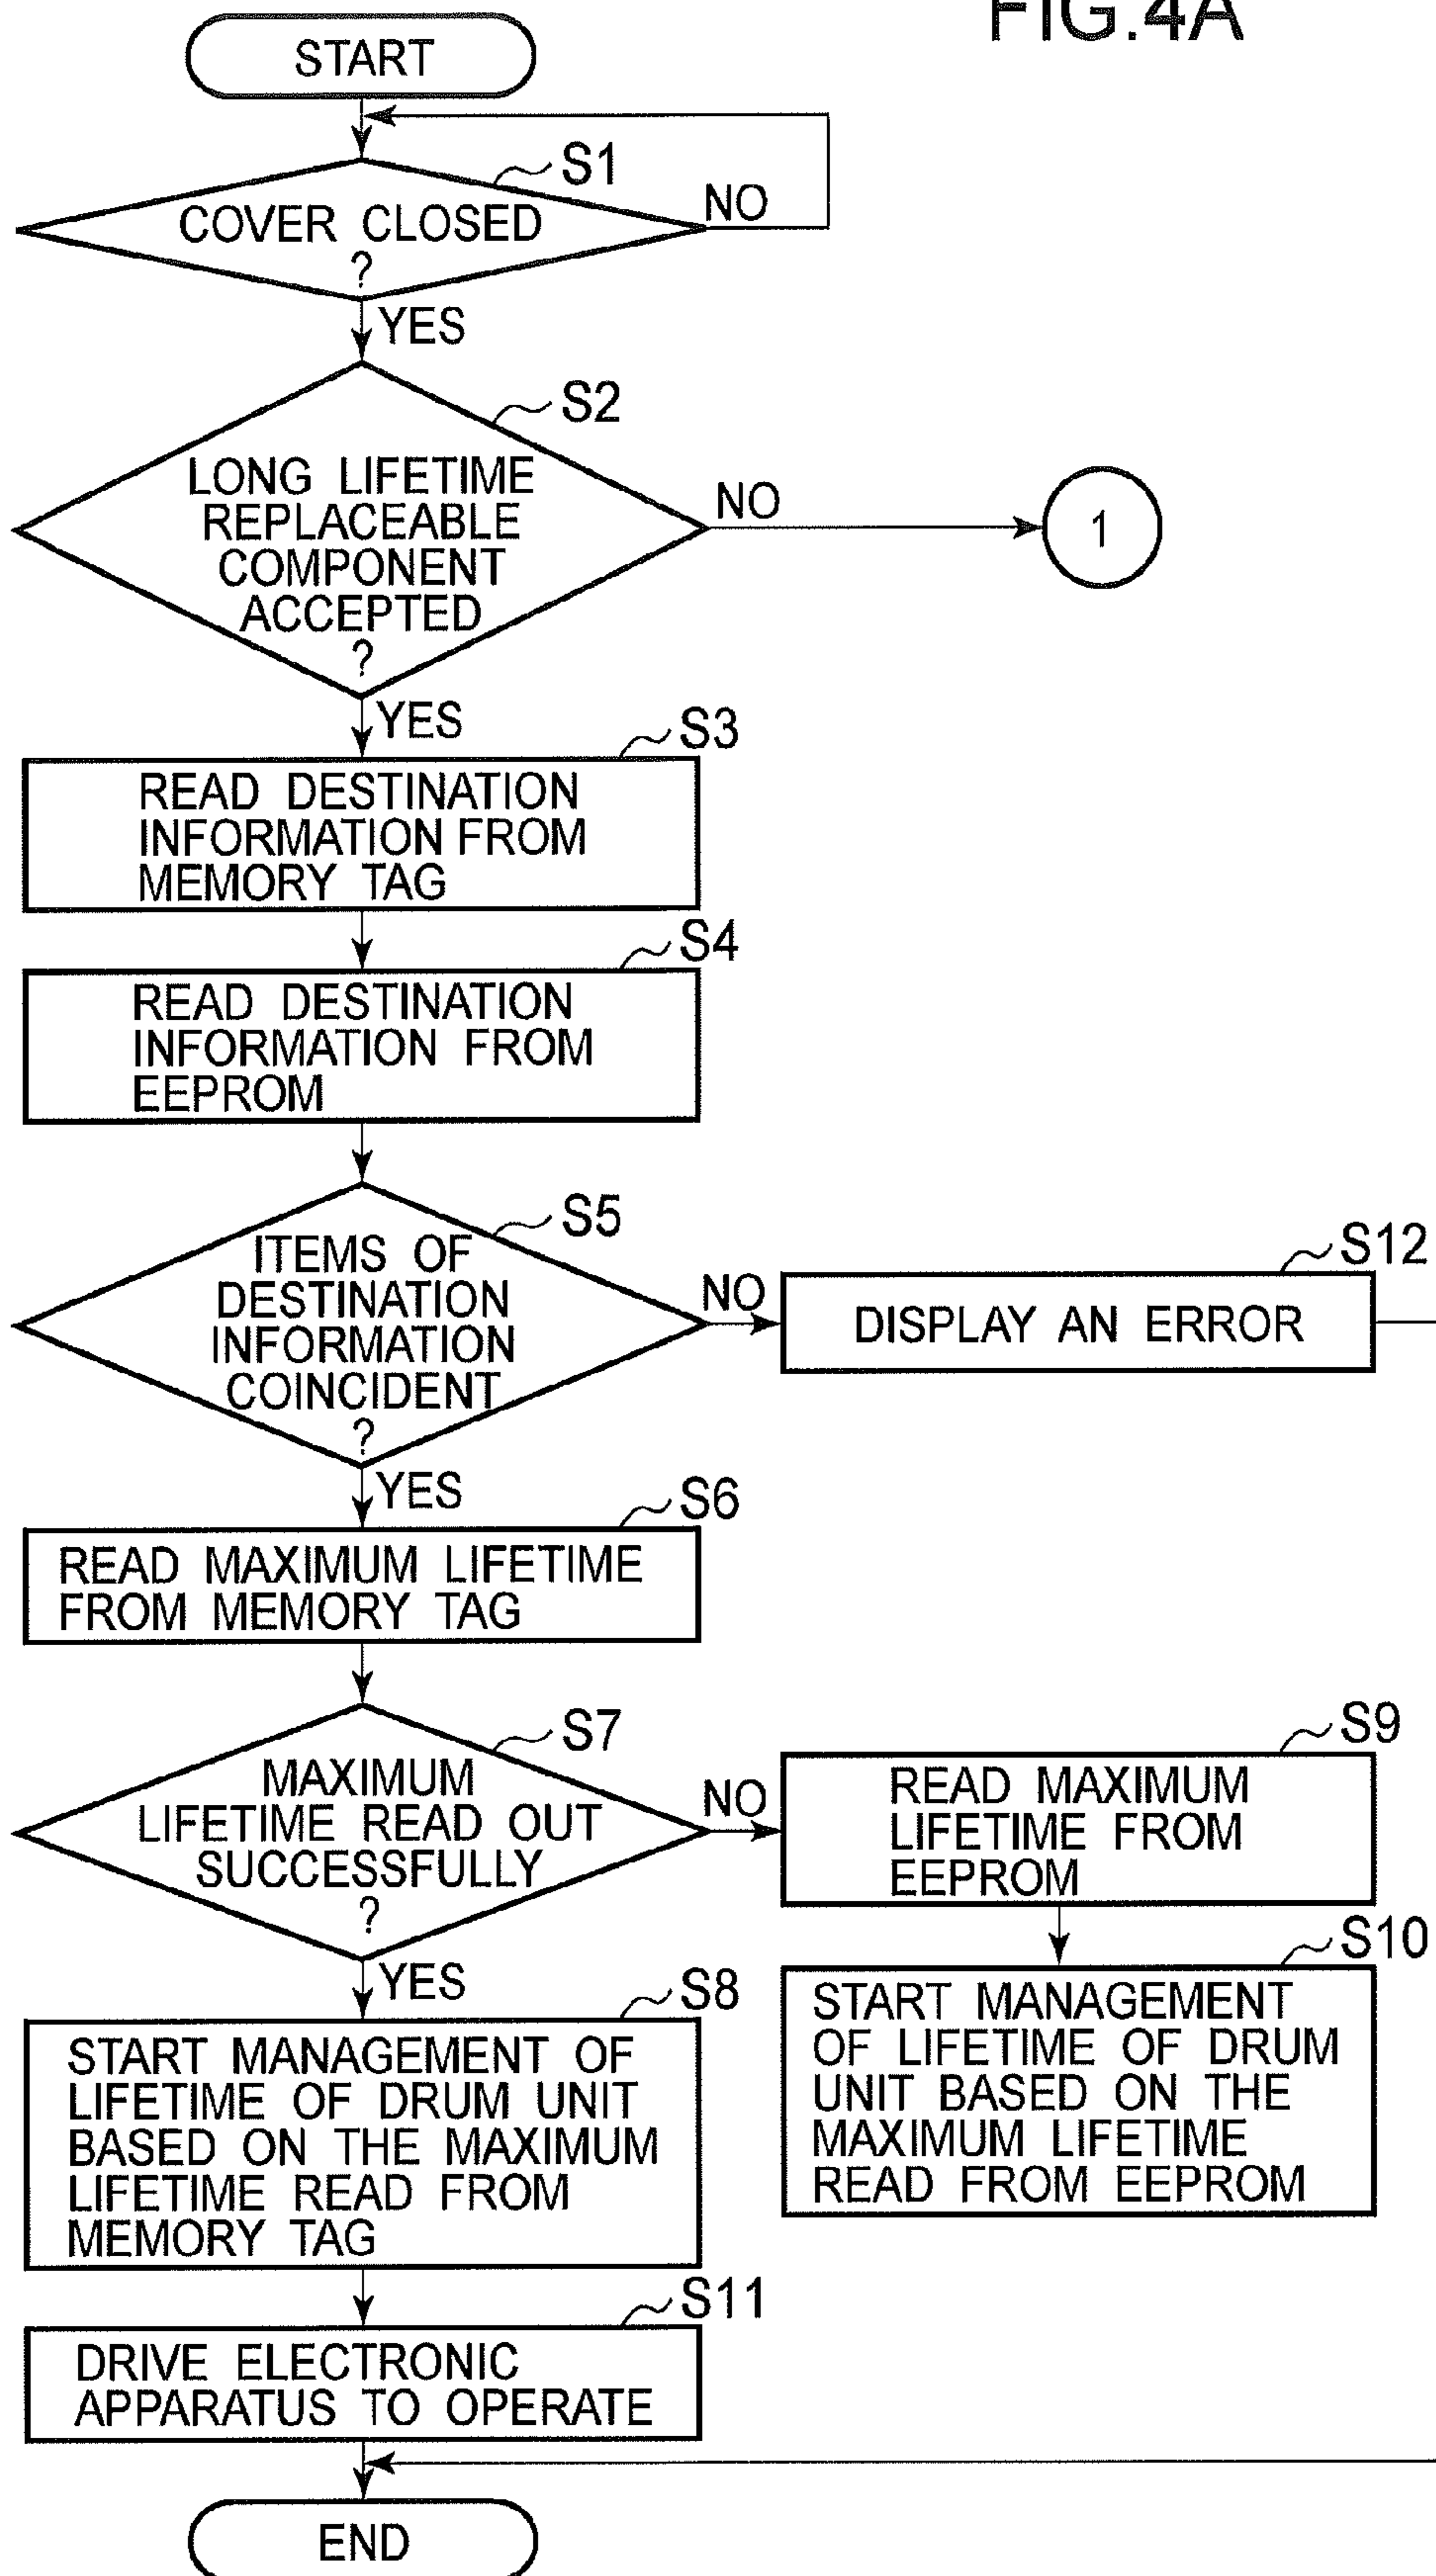 FIG.4A
START
S1
COVER CLOSED
?
NO
YES
S2
LONG LIFETIME
REPLACEABLE
COMPONENT
ACCEPTED
?
NO
1
YES
S3
READ DESTINATION
INFORMATION FROM
MEMORY TAG
S4
READ DESTINATION
INFORMATION FROM
EEPROM
S5
ITEMS OF
DESTINATION
INFORMATION
COINCIDENT
?
NO
S12
DISPLAY AN ERROR
YES
S6
READ MAXIMUM LIFETIME
FROM MEMORY TAG
S7
MAXIMUM
LIFETIME READ OUT
SUCCESSFULLY
?
NO
S9
READ MAXIMUM
LIFETIME FROM
EEPROM
S10
START MANAGEMENT
OF LIFETIME OF DRUM
UNIT BASED ON THE
MAXIMUM LIFETIME
READ FROM EEPROM
YES
S8
START MANAGEMENT OF
LIFETIME OF DRUM UNIT
BASED ON THE MAXIMUM
LIFETIME READ FROM
MEMORY TAG
S11
DRIVE ELECTRONIC
APPARATUS TO OPERATE
END